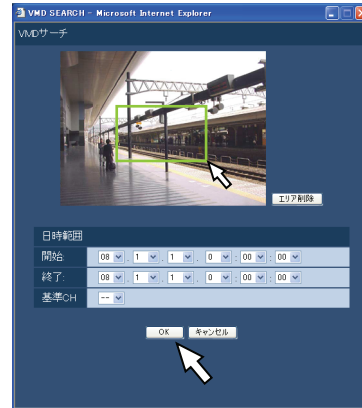 VMD SEARCH - Microsoft Internet Explorer
VMDサーチ
エリア削除
日時範囲
開始: 08 . 1 . 1 . 0 : 00 : 00
終了: 08 . 1 . 1 . 0 : 00 : 00
基準CH --
OK キャンセル